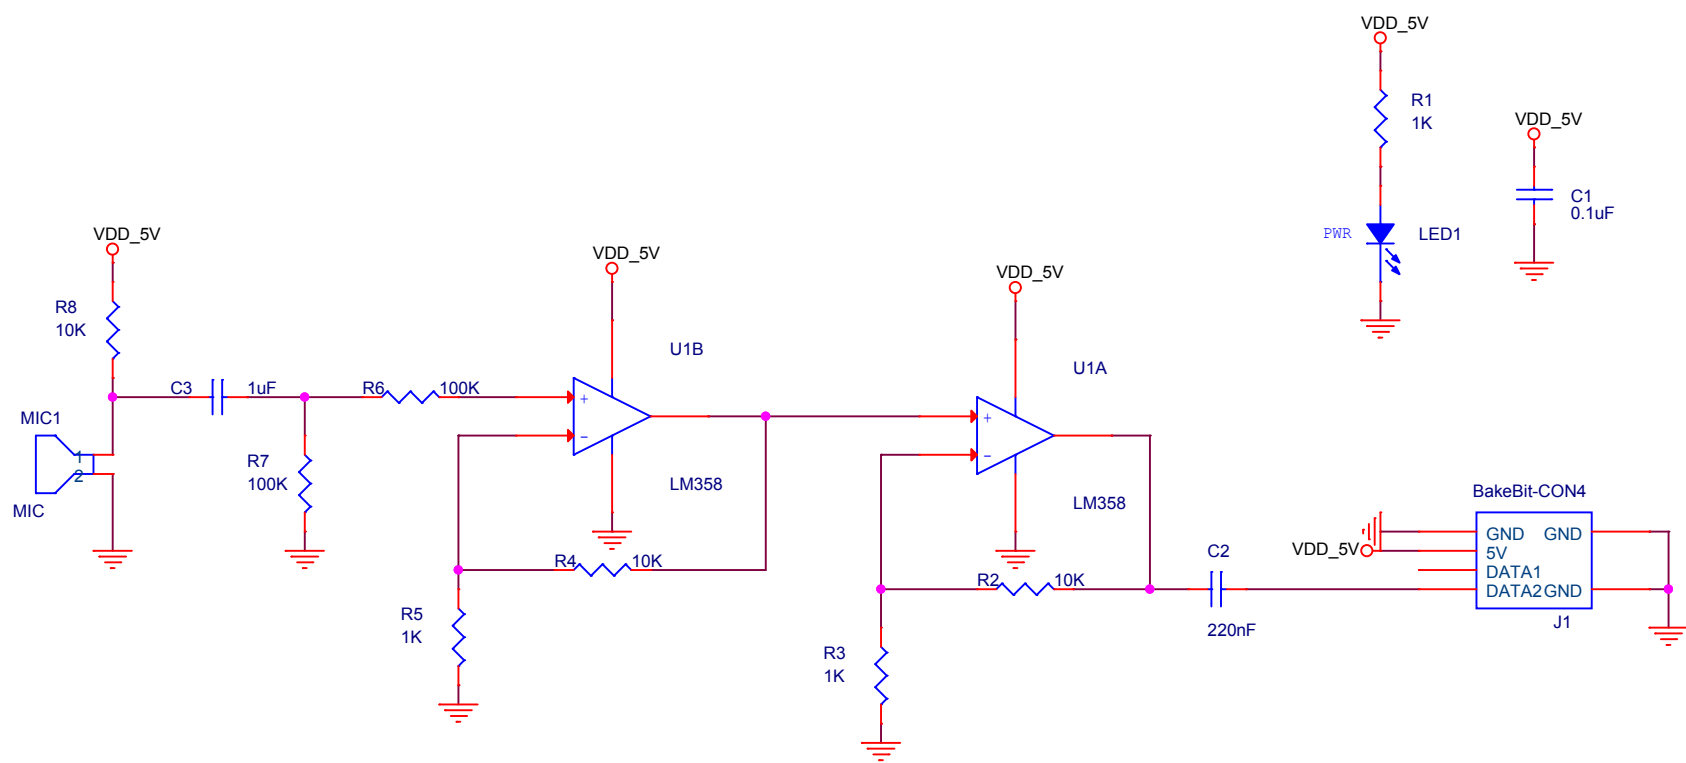 VDD_5V
R1
1K
VDD_5V
C1
0.1uF
PWR
LED1
VDD_5V
R8
10K
MIC1
1
2
MIC
C3
1uF
R7
100K
R6
100K
VDD_5V
U1B
+
−
LM358
R4
10K
R5
1K
VDD_5V
U1A
+
−
LM358
R2
10K
R3
1K
C2
220nF
BakeBit-CON4
VDD_5V
GND GND
5V
DATA1
DATA2 GND
J1